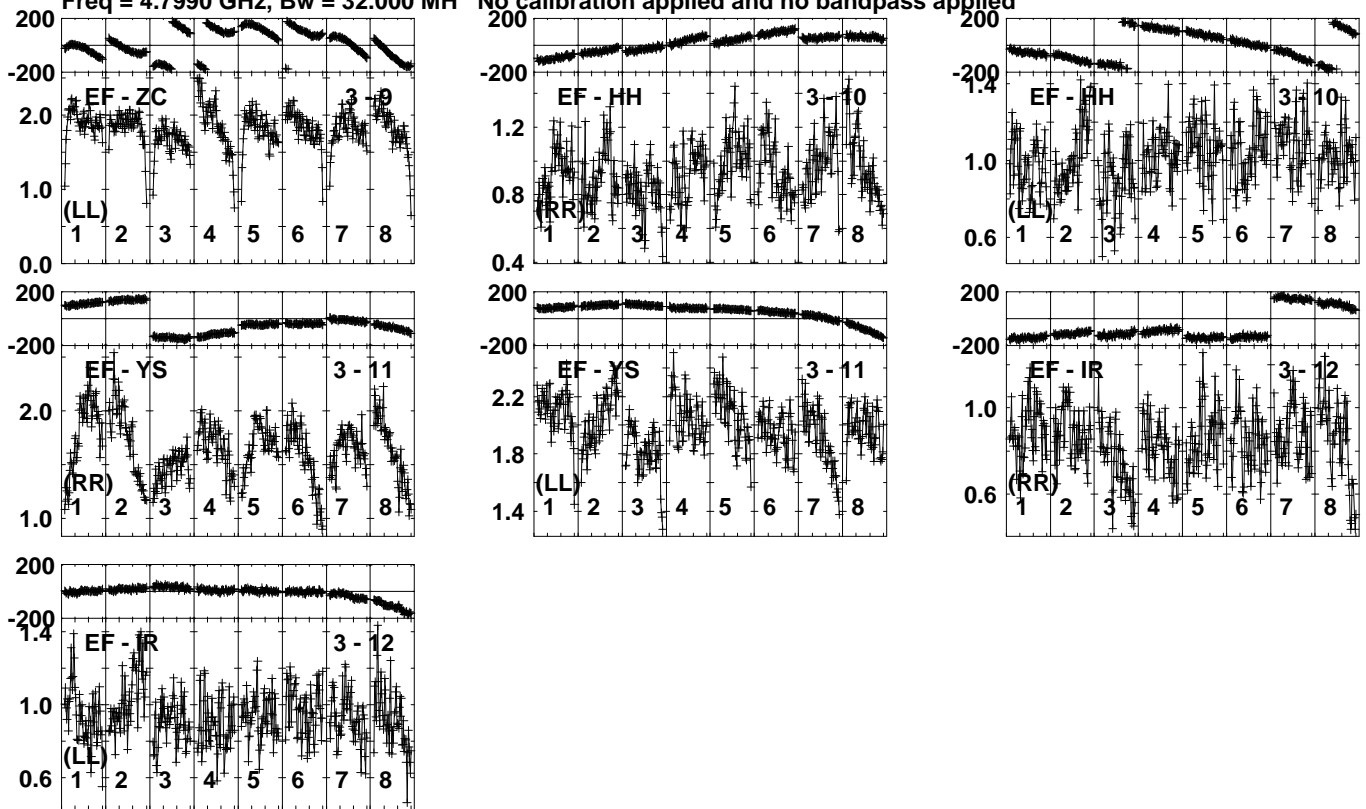 Freq = 4.7990 GHz, Bw = 32.000 MH No calibration applied and no bandpass applied
200
-200
EF - ZC 3 - 9
2.0
1.0
(LL)
1 2 3 4 5 6 7 8
0.0
200
-200
EF - HH 3 - 10
1.2
0.8
(RR)
1 2 3 4 5 6 7 8
0.4
200
-200
1.4
EF - HH 3 - 10
1.0
(LL)
0.6
1 2 3 4 5 6 7 8
200
-200
EF - YS 3 - 11
2.0
(RR)
1 2 3 4 5 6 7 8
1.0
200
-200
EF - YS 3 - 11
2.2
1.8
(LL)
1 2 3 4 5 6 7 8
1.4
200
-200
EF - IR 3 - 12
1.0
(RR)
0.6
1 2 3 4 5 6 7 8
200
-200
1.4
EF - IR 3 - 12
1.0
(LL)
0.6
1 2 3 4 5 6 7 8